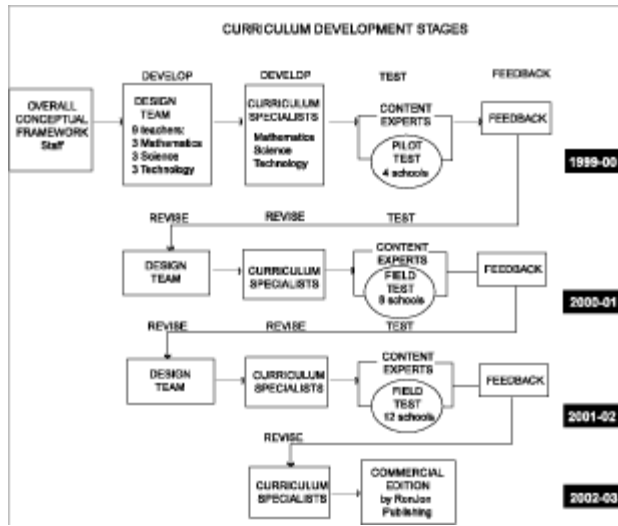 CURRICULUM DEVELOPMENT STAGES
DEVELOP
DEVELOP
TEST
FEEDBACK
OVERALL
CONCEPTUAL
FRAMEWORK
Staff
DESIGN
TEAM
9 teachers:
3 Mathematics
3 Science
3 Technology
CURRICULUM
SPECIALISTS
Mathematics
Science
Technology
CONTENT
EXPERTS
PILOT
TEST
4 schools
FEEDBACK
1999-00
REVISE
REVISE
TEST
DESIGN
TEAM
CURRICULUM
SPECIALISTS
CONTENT
EXPERTS
FIELD
TEST
8 schools
FEEDBACK
2000-01
REVISE
REVISE
TEST
DESIGN
TEAM
CURRICULUM
SPECIALISTS
CONTENT
EXPERTS
FIELD
TEST
12 schools
FEEDBACK
2001-02
REVISE
CURRICULUM
SPECIALISTS
COMMERCIAL
EDITION
by RonJon
Publishing
2002-03